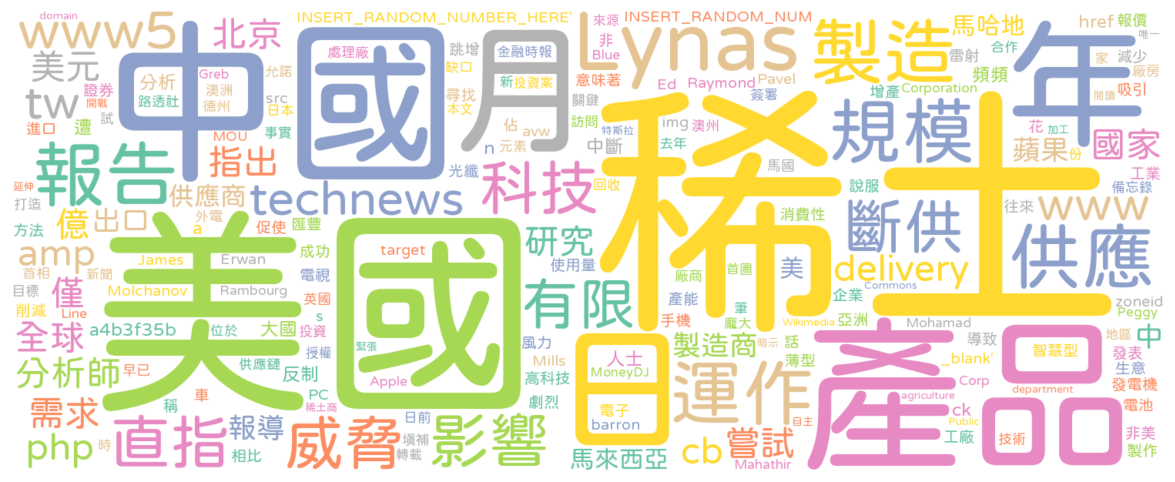 domain
INSERT_RANDOM_NUMBER_HERE'
來源
INSERT_RANDOM_NUM
www5
北京
中國
月
Lynas
製造
年
馬哈地
href
報價
唯一
美元
tw
分析
路透社
證券
開戰
試
Greb
澳洲
德州
允諾
src
日本
處理廠
跳增
缺口
尋找
本文
金融時報
新
投資案
非
Blue
意味著
關鍵
訪問
Ed
Raymond
Pavel
簽署
雷射
頻頻
合作
減少
家
廠房
吸引
閱讀
增產
Corporation
進口
MOU
遭
事實
佔
avw
元素
n
中斷
特斯拉
去年
img
澳州
馬國
稀土
規模
蘋果
份
花
加工
國家
工業
報告
指出
供應商
technews
光纖
科技
回收
消費性
說服
往來
備忘錄
www
延伸
打造
方法
億
出口
外電
a
促使
匯豐
斷供
供應
amp
首相
新聞
James
Erwan
成功
電視
target
研究
使用量
廠商
首圖
美
delivery
Commons
zoneid
Peggy
目標
削減
Line
僅
Molchanov
Rambourg
英國
s
投資
美國
有限
產能
手機
筆
龐大
Wikimedia
企業
亞洲
Mohamad
導致
地區
中
全球
a4b3f35b
位於
大國
授權
緊張
風力
日
人士
MoneyDJ
製造商
暗示
話
薄型
產品
_blank'
智慧型
發表
生意
分析師
早已
供應鏈
反制
PC
Apple
Mills
高科技
Corp
department
發電機
稱
車
稀土商
劇烈
電子
barron
運作
agriculture
Public
ck
電池
需求
報導
日前
威脅
影響
填補
轉載
自主
嘗試
工廠
技術
非美
製作
php
時
直指
相比
馬來西亞
cb
Mahathir